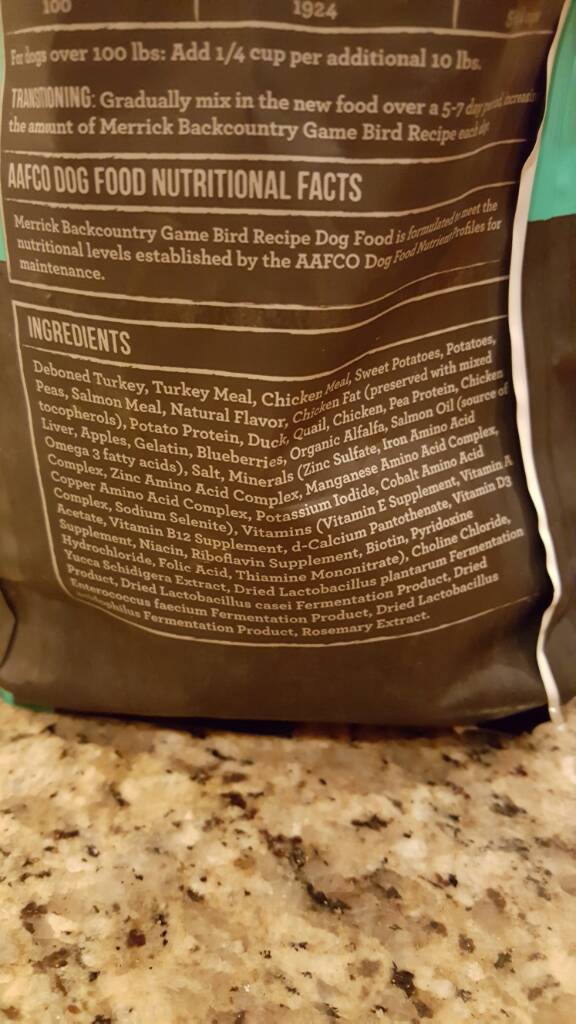 100 1924
For dogs over 100 lbs: Add 1/4 cup per additional 10 lbs.
TRANSITIONING: Gradually mix in the new food over a 5-7 day period, increasing
the amount of Merrick Backcountry Game Bird Recipe each day.
AAFCO DOG FOOD NUTRITIONAL FACTS
Merrick Backcountry Game Bird Recipe Dog Food is formulated to meet the
nutritional levels established by the AAFCO Dog Food Nutrient Profiles for
maintenance.
INGREDIENTS
Deboned Turkey, Turkey Meal, Chicken Meal, Sweet Potatoes, Potatoes,
Peas, Salmon Meal, Natural Flavor, Chicken Fat (preserved with mixed
tocopherols), Potato Protein, Duck, Quail, Chicken, Pea Protein, Chicken
Liver, Apples, Gelatin, Blueberries, Organic Alfalfa, Salmon Oil (source of
Omega 3 fatty acids), Salt, Minerals (Zinc Sulfate, Iron Amino Acid
Complex, Zinc Amino Acid Complex, Manganese Amino Acid Complex,
Copper Amino Acid Complex, Potassium Iodide, Cobalt Amino Acid
Complex, Sodium Selenite), Vitamins (Vitamin E Supplement, Vitamin A
Acetate, Vitamin B12 Supplement, d-Calcium Pantothenate, Vitamin D3
Supplement, Niacin, Riboflavin Supplement, Biotin, Pyridoxine
Hydrochloride, Folic Acid, Thiamine Mononitrate), Choline Chloride,
Yucca Schidigera Extract, Dried Lactobacillus plantarum Fermentation
Product, Dried Lactobacillus casei Fermentation Product, Dried
Enterococcus faecium Fermentation Product, Dried Lactobacillus
acidophilus Fermentation Product, Rosemary Extract.